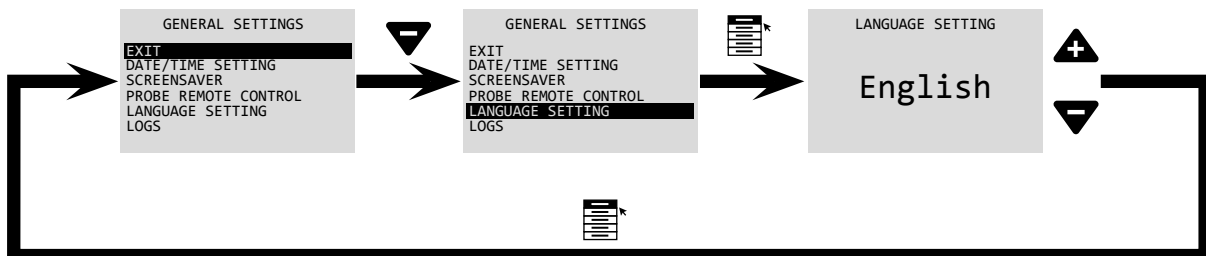 GENERAL SETTINGS
EXIT
DATE/TIME SETTING
SCREENSAVER
PROBE REMOTE CONTROL
LANGUAGE SETTING
LOGS
GENERAL SETTINGS
EXIT
DATE/TIME SETTING
SCREENSAVER
PROBE REMOTE CONTROL
LANGUAGE SETTING
LOGS
LANGUAGE SETTING
English